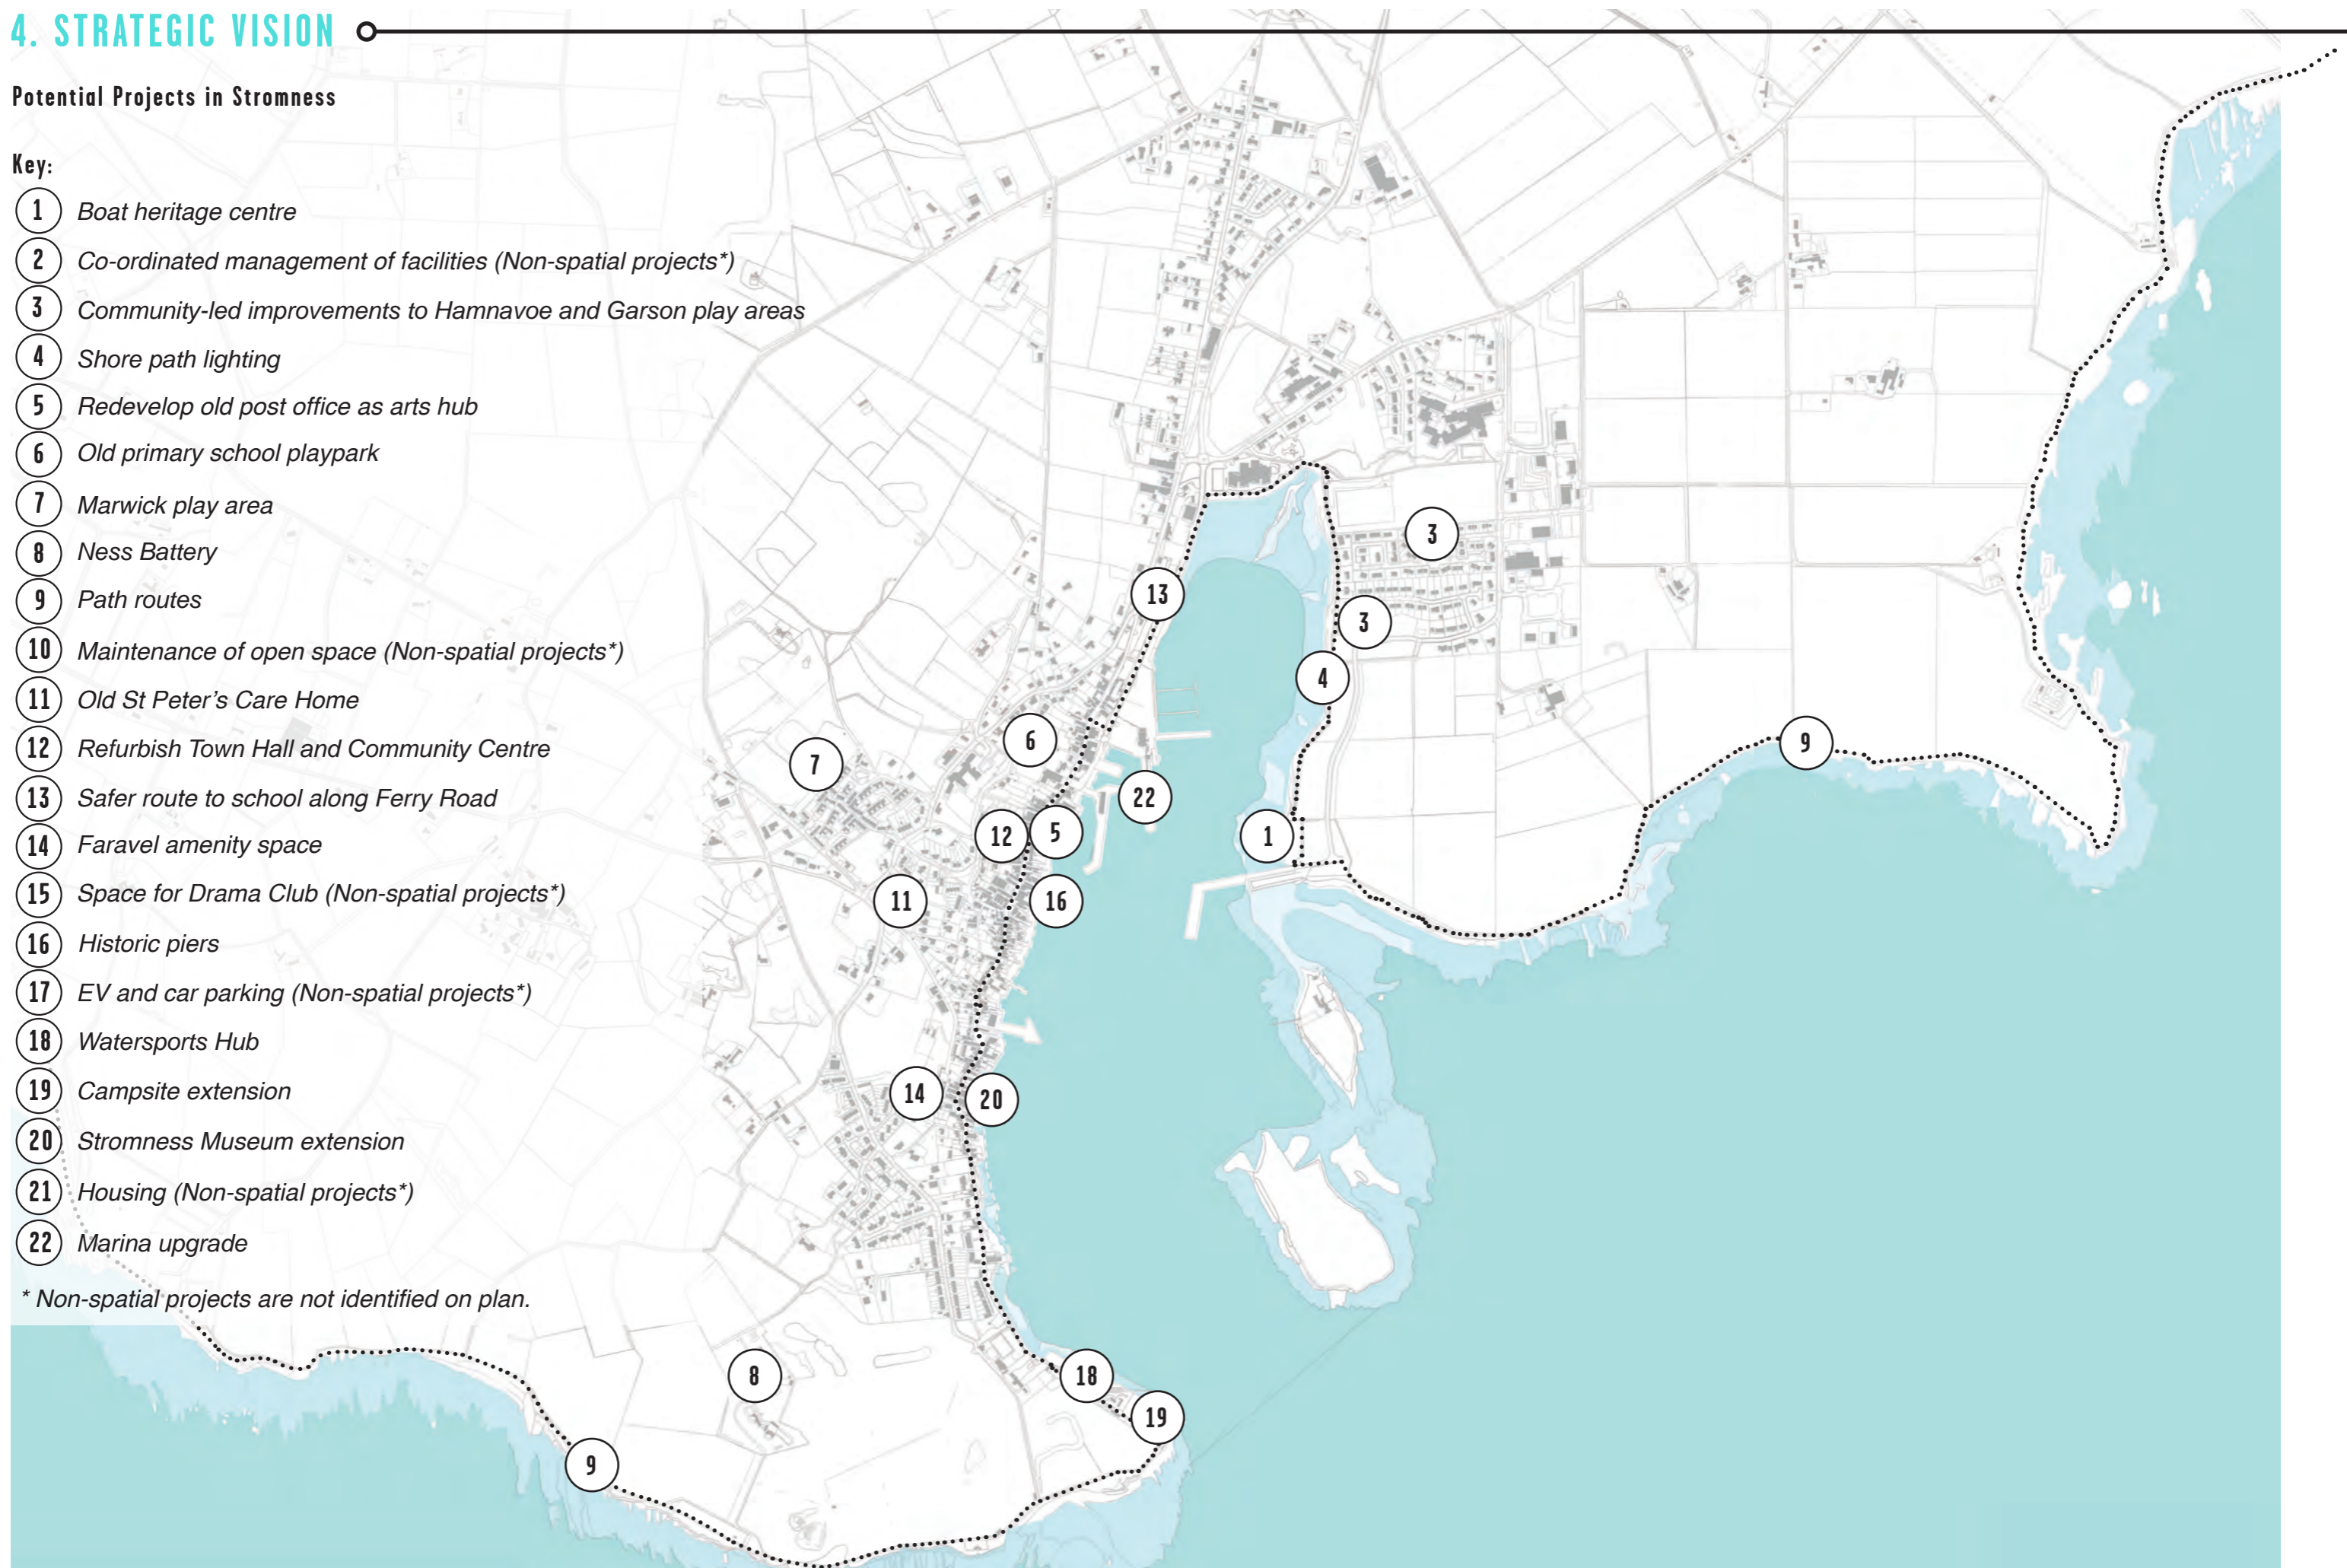 4. STRATEGIC VISION
Potential Projects in Stromness
Key:
1 Boat heritage centre
2 Co-ordinated management of facilities (Non-spatial projects*)
3 Community-led improvements to Hamnavoe and Garson play areas
4 Shore path lighting
5 Redevelop old post office as arts hub
6 Old primary school playpark
7 Marwick play area
8 Ness Battery
9 Path routes
10 Maintenance of open space (Non-spatial projects*)
11 Old St Peter's Care Home
12 Refurbish Town Hall and Community Centre
13 Safer route to school along Ferry Road
14 Faravel amenity space
15 Space for Drama Club (Non-spatial projects*)
16 Historic piers
17 EV and car parking (Non-spatial projects*)
18 Watersports Hub
19 Campsite extension
20 Stromness Museum extension
21 Housing (Non-spatial projects*)
22 Marina upgrade
* Non-spatial projects are not identified on plan.
3
13
3
4
6
9
7
22
12
5
1
11
16
14
20
8
18
19
9